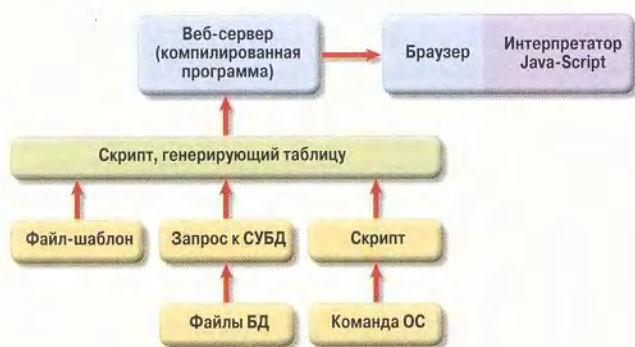 Веб-сервер
(компилированная
программа)
Браузер
Интерпретатор
Java-Script
Скрипт, генерирующий таблицу
Файл-шаблон
Запрос к СУБД
Скрипт
Файлы БД
Команда ОС